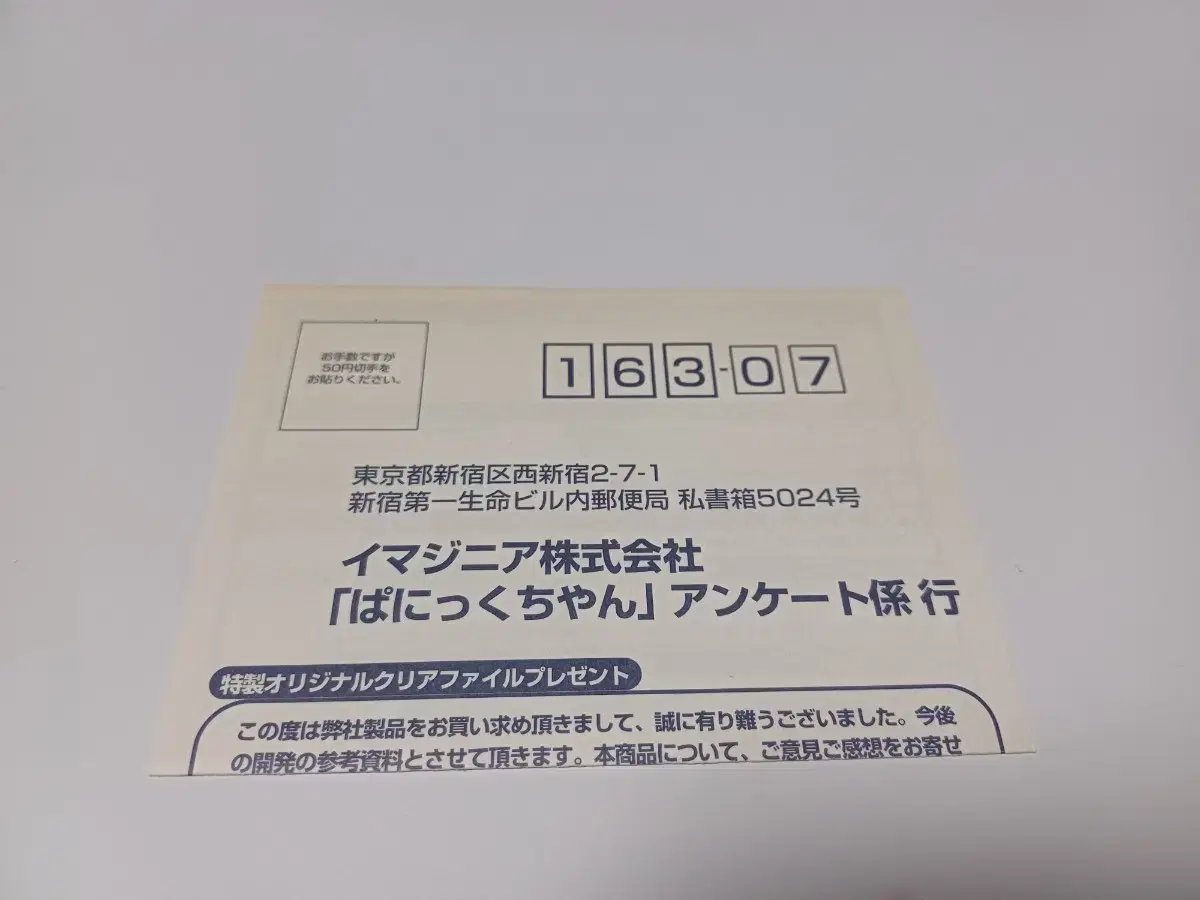 お手数ですが
50円切手を
お貼りください。
163-07
東京都新宿区西新宿2-7-1
新宿第一生命ビル内郵便局 私書箱5024号
イマジニア株式会社
「ぱにっくちやん」アンケート係 行
特製オリジナルクリアファイルプレゼント
この度は弊社製品をお買い求め頂きまして、誠に有り難うございました。今後
の開発の参考資料とさせて頂きます。本商品について、ご意見ご感想をお寄せ